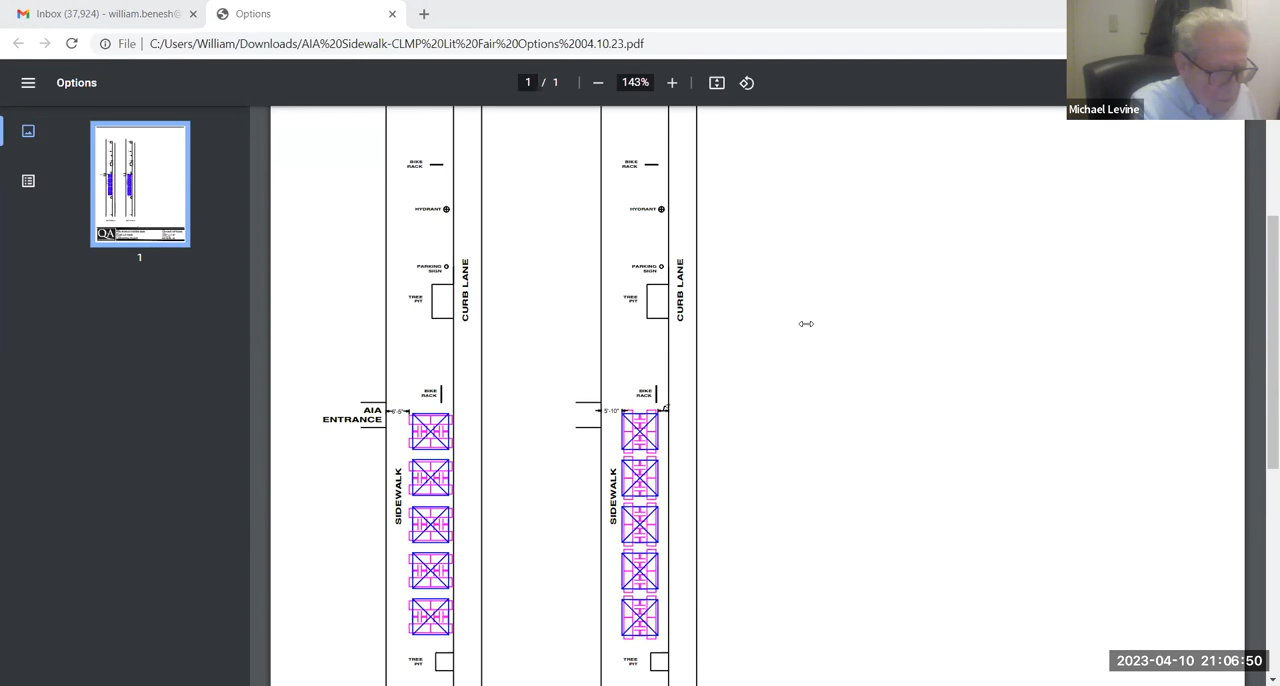 Inbox (37,924) - william.benesh@
Options
File
C:/Users/William/Downloads/AIA%20Sidewalk-CLMP%20Lit%20Fair%20Options%2004.10.23.pdf
Options
1 / 1
143%
Michael Levine
1
BIKE
RACK
HYDRANT
PARKING
SIGN
TREE
PIT
CURB LANE
BIKE
RACK
AIA
ENTRANCE
6'-5"
SIDEWALK
TREE
PIT
BIKE
RACK
HYDRANT
PARKING
SIGN
TREE
PIT
CURB LANE
BIKE
RACK
5'-10"
SIDEWALK
TREE
PIT
2023-04-10 21:06:50